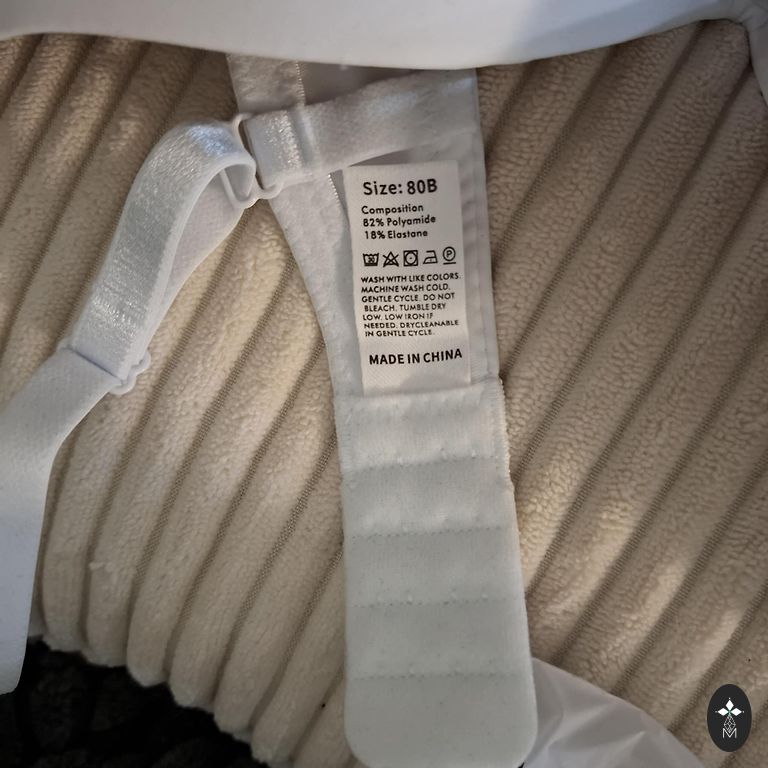 Size: 80B
Composition
82% Polyamide
18% Elastane
P
WASH WITH LIKE COLORS.
MACHINE WASH COLD,
GENTLE CYCLE. DO NOT
BLEACH, TUMBLE DRY
LOW. LOW IRON IF
NEEDED. DRYCLEANABLE
IN GENTLE CYCLE.
MADE IN CHINA
M